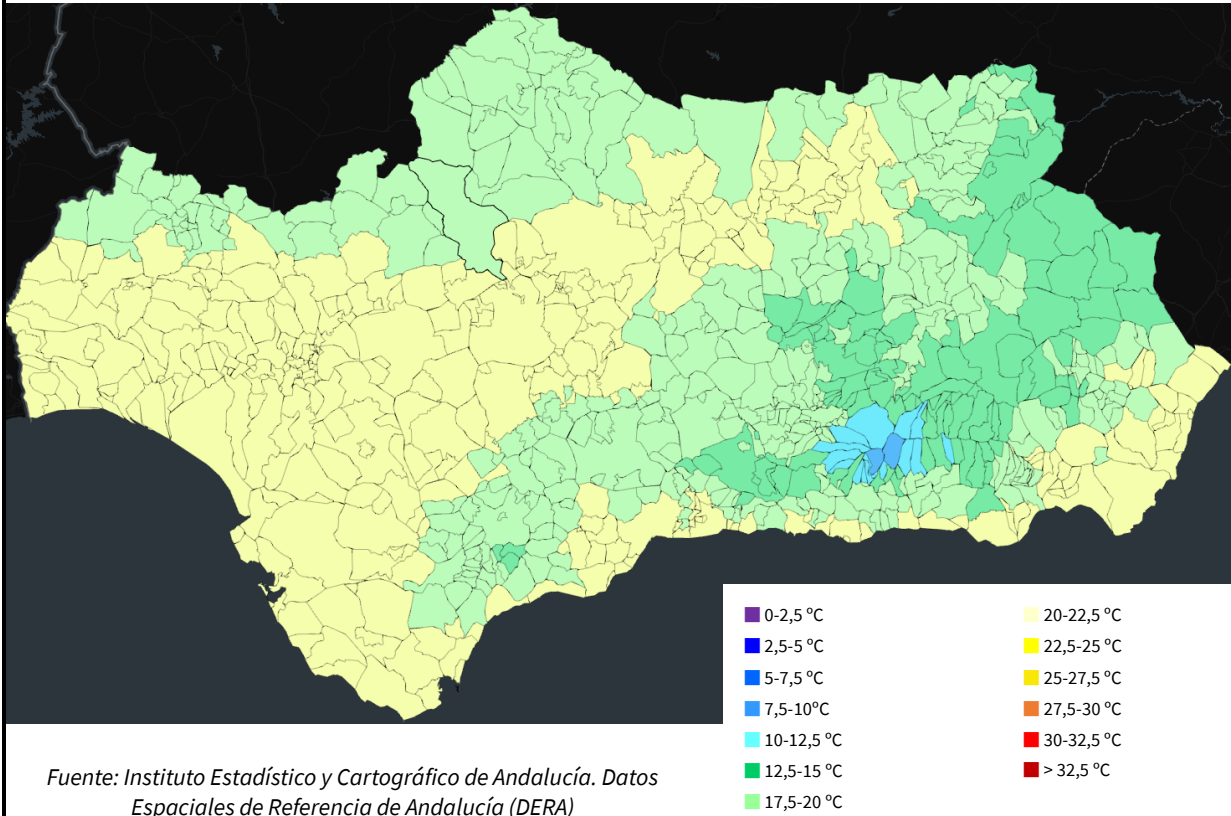 0-2,5 ºC
2,5-5 ºC
5-7,5 ºC
7,5-10ºC
10-12,5 ºC
12,5-15 ºC
17,5-20 ºC
20-22,5 ºC
22,5-25 ºC
25-27,5 ºC
27,5-30 ºC
30-32,5 ºC
> 32,5 ºC
Fuente: Instituto Estadístico y Cartográfico de Andalucía. Datos
Espaciales de Referencia de Andalucía (DERA)